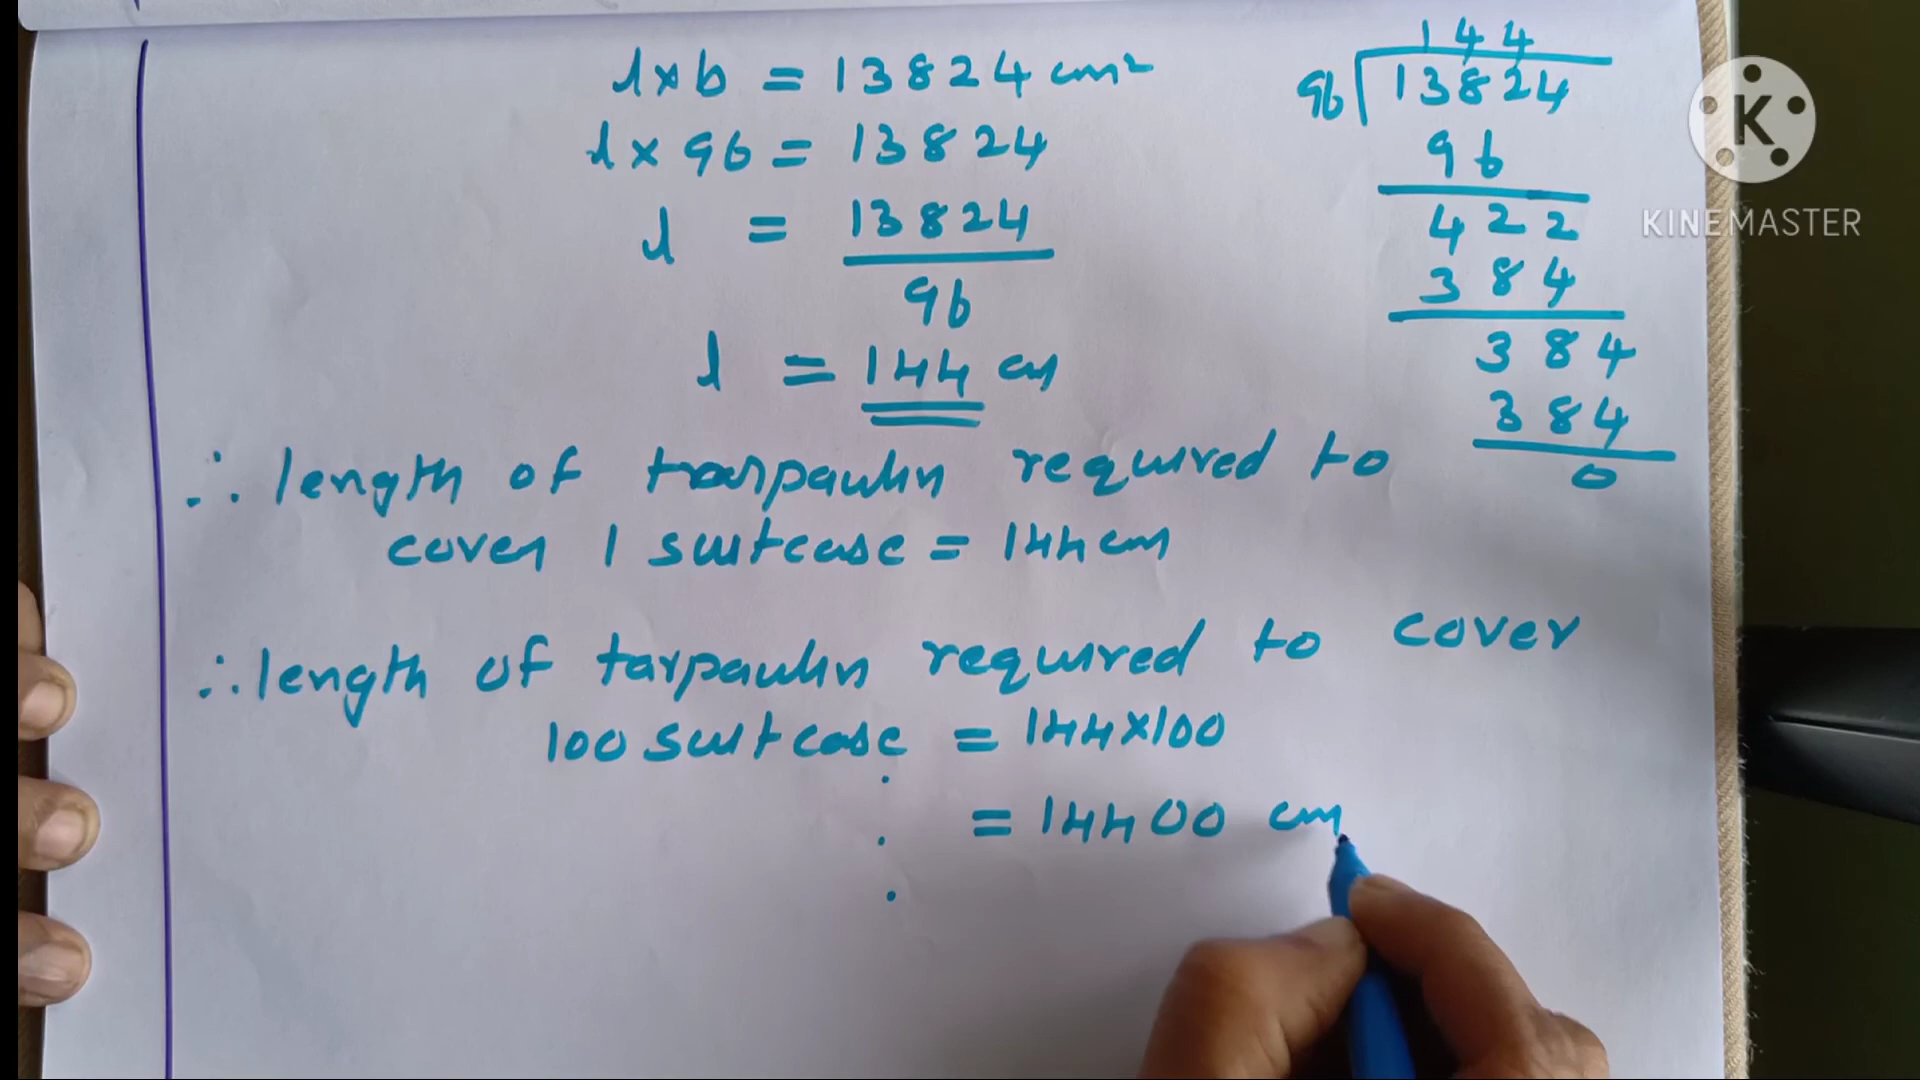 l x b = 13824 cm²
l x 96 = 13824
l = 13824
96
l = 144 cm
∴ length of tarpaulin required to
cover 1 suitcase = 144 cm
∴ length of tarpaulin required to cover
100 suitcase = 144x100
= 14400 cm
144
96 13824
96
422
384
384
384
0
K
KINEMASTER